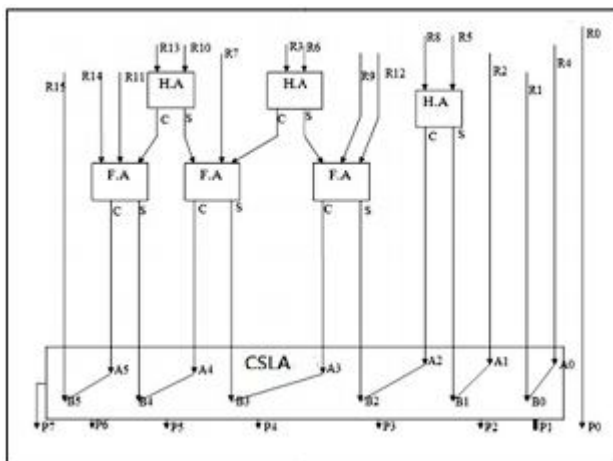 R0
R13 R10 R3 R6 R8 R5
R7 R2 R4
R15 R14 R11 H.A H.A R9 R12 R1
H.A
C S C S
C S
F.A F.A F.A
C S C S C S
CSLA
A5 A4 A3 A2 A1 A0
B5 B4 B3 B2 B1 B0
P7 P6 P5 P4 P3 P2 P1 P0